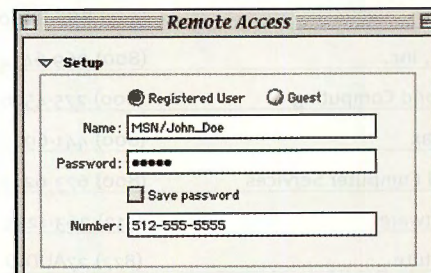 Remote Access
Setup
Registered User Guest
Name: MSN/John_Doe
Password: •••••
Save password
Number: 512-555-5555